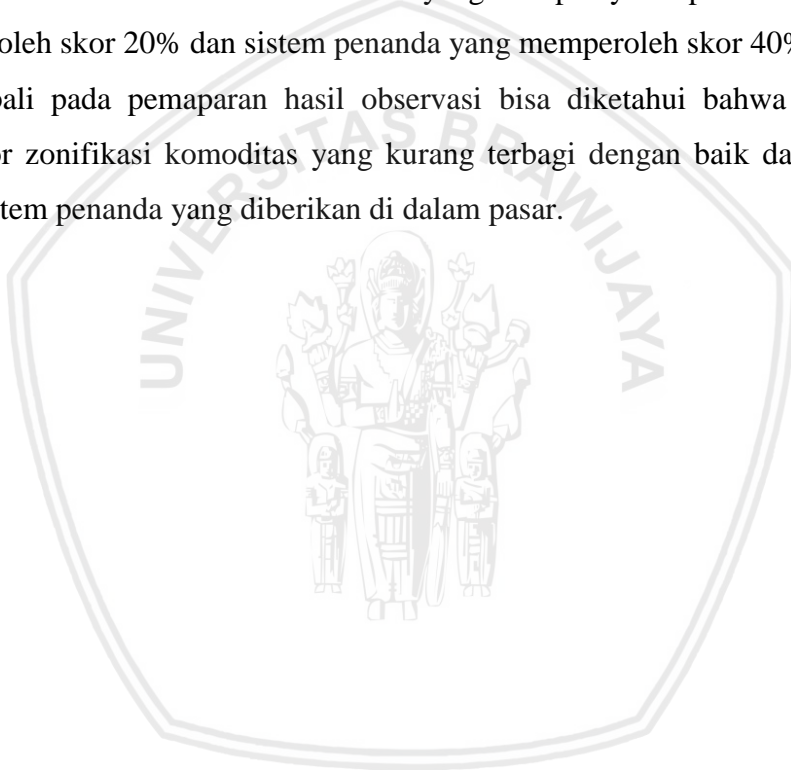 oleh skor 20% dan sistem penanda yang memperoleh skor 40%
pali pada pemaparan hasil observasi bisa diketahui bahwa
or zonifikasi komoditas yang kurang terbagi dengan baik da
stem penanda yang diberikan di dalam pasar.
UNIVERSITAS BRAWIJAYA